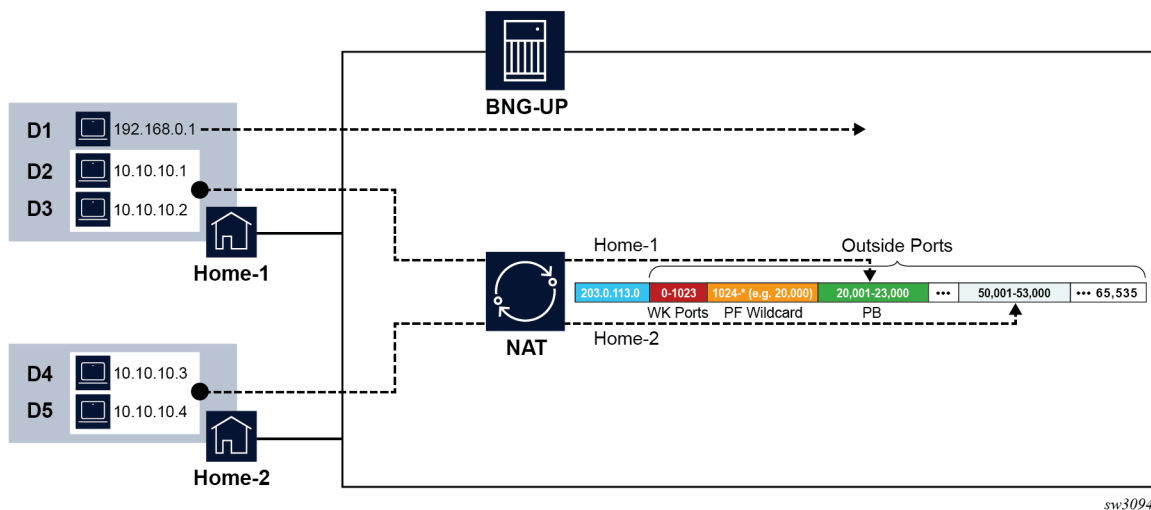 BNG-UP
D1 192.168.0.1
D2 10.10.10.1
D3 10.10.10.2
Home-1
Home-1
Outside Ports
203.0.113.0 0-1023 1024-* (e.g. 20,000) 20,001-23,000 ••• 50,001-53,000 ••• 65,535
WK Ports PF Wildcard PB
Home-2
NAT
D4 10.10.10.3
D5 10.10.10.4
Home-2
sw3094